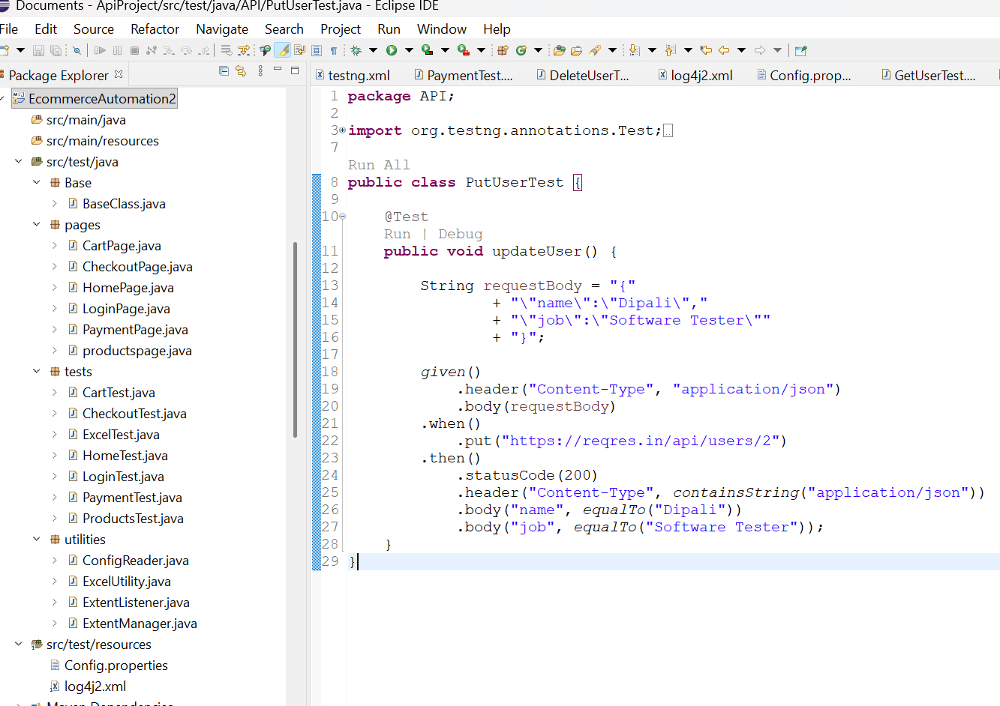 Documents - ApiProject/src/test/java/API/PutUserTest.java - Eclipse IDE
File Edit Source Refactor Navigate Search Project Run Window Help
Package Explorer
testng.xml PaymentTest.... DeleteUserT... log4j2.xml Config.prop... GetUserTest....
EcommerceAutomation2
src/main/java
src/main/resources
src/test/java
Base
BaseClass.java
pages
CartPage.java
CheckoutPage.java
HomePage.java
LoginPage.java
PaymentPage.java
productspage.java
tests
CartTest.java
CheckoutTest.java
ExcelTest.java
HomeTest.java
LoginTest.java
PaymentTest.java
ProductsTest.java
utilities
ConfigReader.java
ExcelUtility.java
ExtentListener.java
ExtentManager.java
src/test/resources
Config.properties
log4j2.xml
Maven Dependencies
1 package API;
2
3 import org.testng.annotations.Test;
7
Run All
8 public class PutUserTest {
9
10 @Test
Run | Debug
11 public void updateUser() {
12
13 String requestBody = "{"
14 + "\"name\":\"Dipali\","
15 + "\"job\":\"Software Tester\""
16 + "}";
17
18 given()
19 .header("Content-Type", "application/json")
20 .body(requestBody)
21 .when()
22 .put("https://reqres.in/api/users/2")
23 .then()
24 .statusCode(200)
25 .header("Content-Type", containsString("application/json"))
26 .body("name", equalTo("Dipali"))
27 .body("job", equalTo("Software Tester"));
28 }
29 }